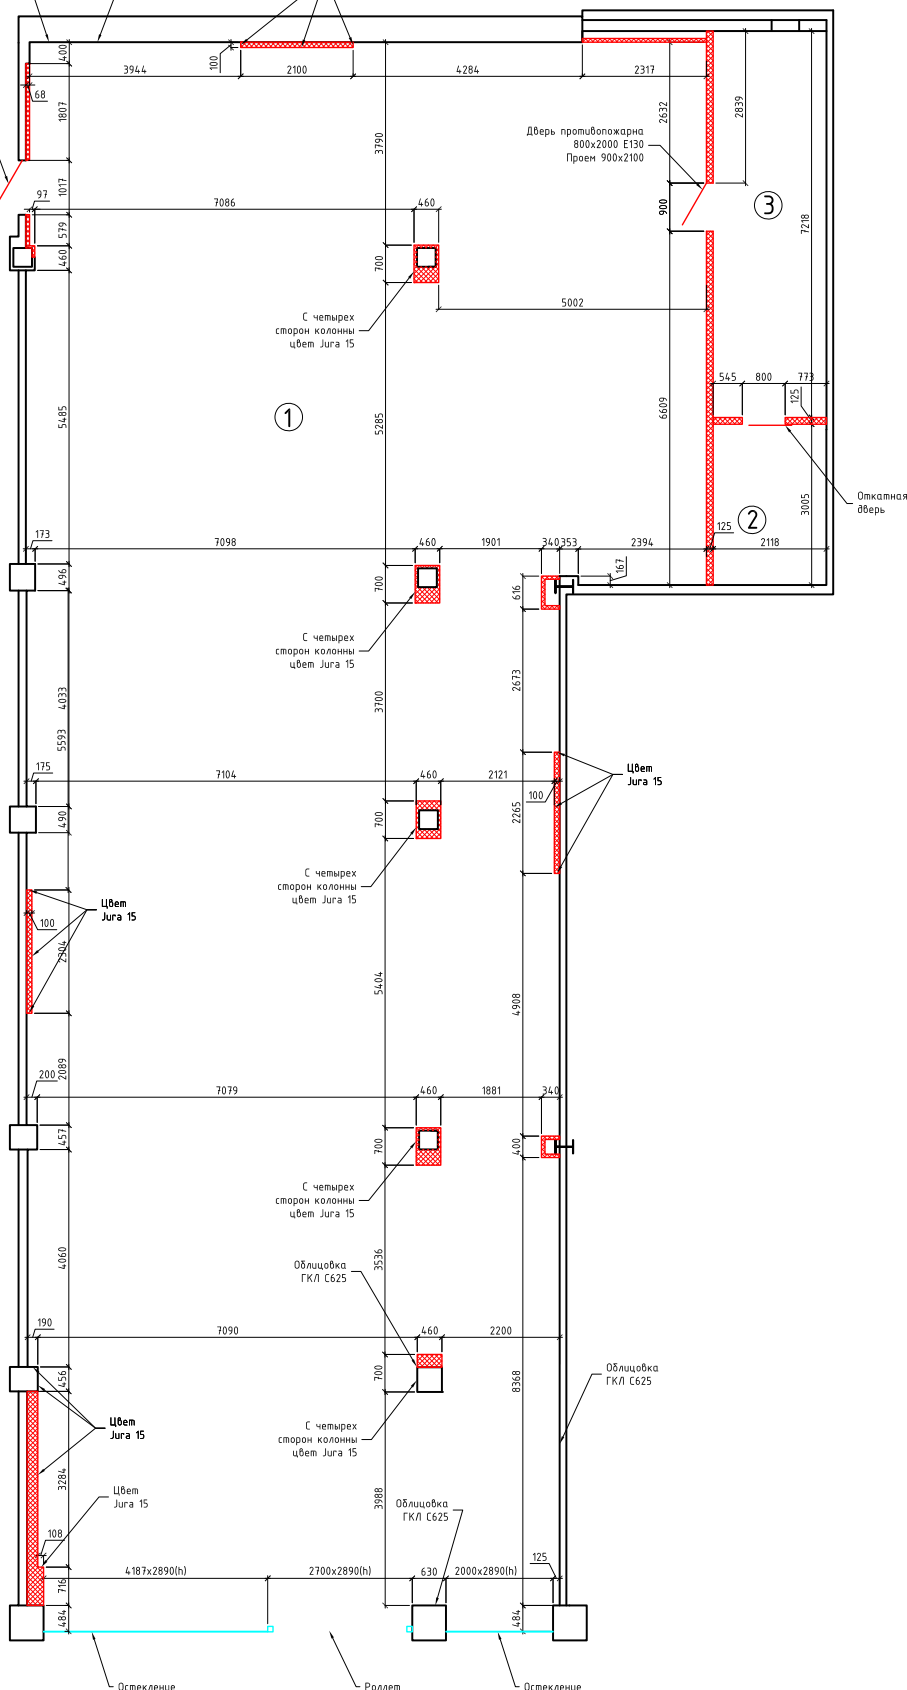 400
3944
100
2100
4284
2317
68
1807
3790
2632
2839
Дверь противопожарна
800х2000 E130
Проем 900х2100
97
1017
7086
460
900
3
7218
579
460
700
5002
С четырех
сторон колонны
цвет Jura 15
545
800
773
125
1
5485
5285
6609
Откатная
дверь
3005
2
173
7098
460
1901
340
353
2394
125
2118
167
496
700
616
С четырех
сторон колонны
цвет Jura 15
2673
4033
3700
5593
175
7104
460
2121
Цвет
Jura 15
100
2265
490
700
С четырех
сторон колонны
цвет Jura 15
Цвет
Jura 15
100
2304
5404
4908
2089
200
7079
460
1881
340
457
700
400
С четырех
сторон колонны
цвет Jura 15
4060
3536
Облицовка
ГКЛ С625
190
7090
460
2200
456
700
8368
Облицовка
ГКЛ С625
Цвет
Jura 15
С четырех
сторон колонны
цвет Jura 15
3284
Цвет
Jura 15
3988
Облицовка
ГКЛ С625
108
4187х2890(h)
2700х2890(h)
630
2000х2890(h)
125
716
484
484
Остекление
Роллет
Остекление